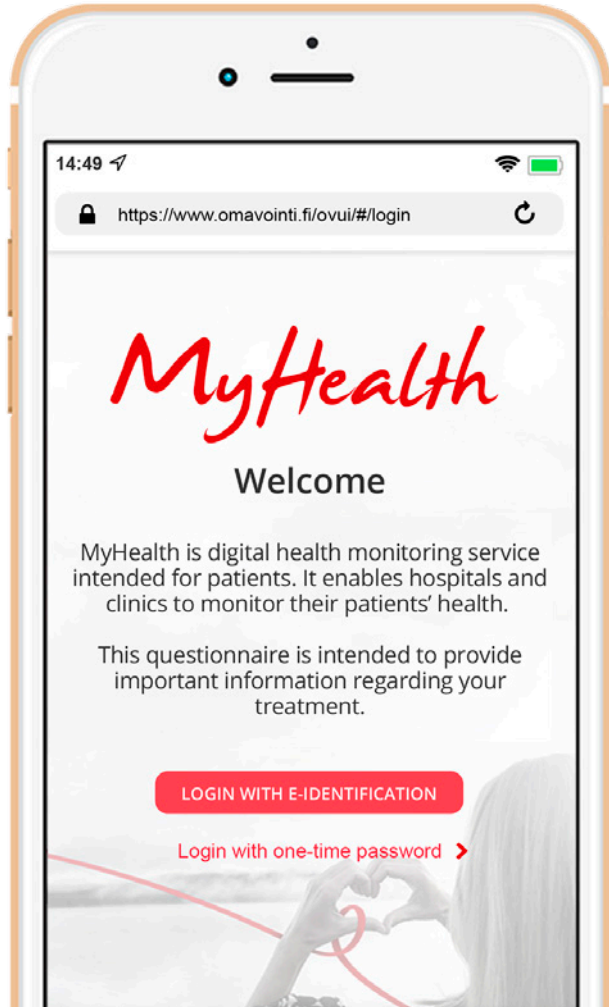 14:49
https://www.omavointi.fi/ovui/#/login
MyHealth
Welcome
MyHealth is digital health monitoring service
intended for patients. It enables hospitals and
clinics to monitor their patients' health.
This questionnaire is intended to provide
important information regarding your
treatment.
LOGIN WITH E-IDENTIFICATION
Login with one-time password